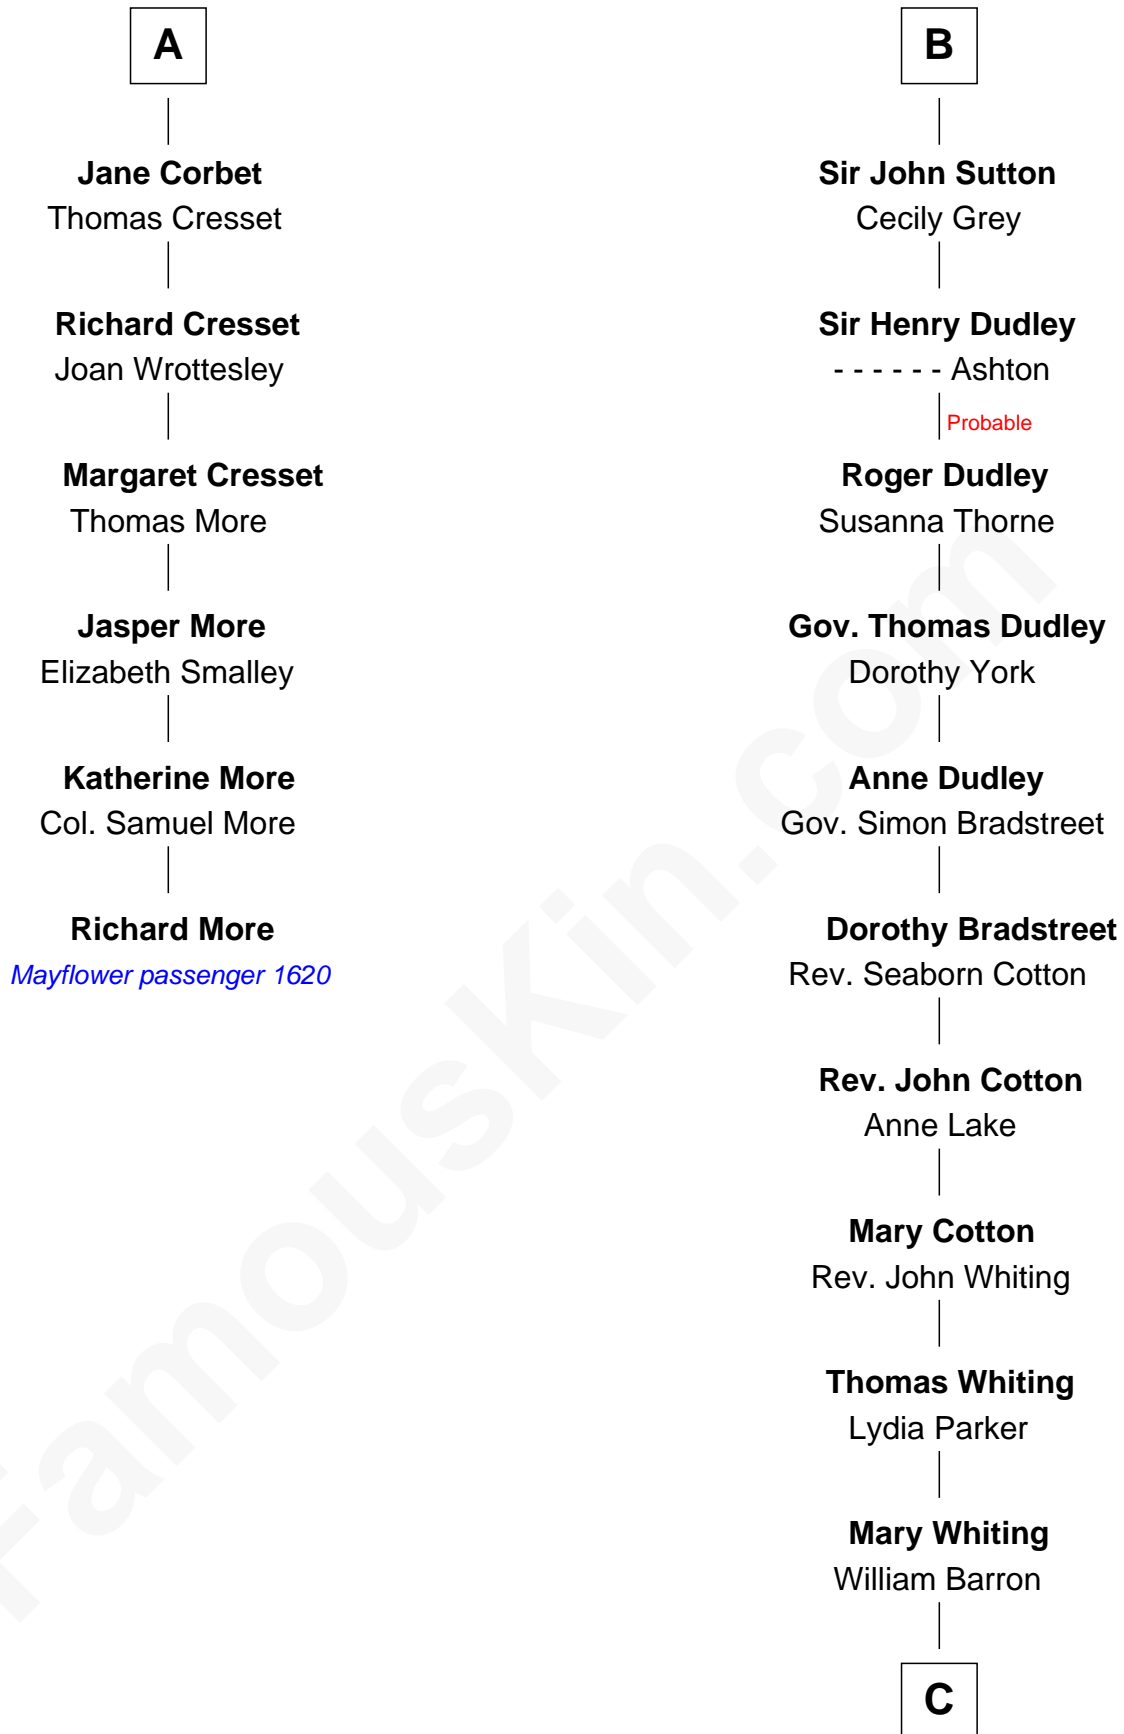 A
Jane Corbet
Thomas Cresset
Richard Cresset
Joan Wrottesley
Margaret Cresset
Thomas More
Jasper More
Elizabeth Smalley
Katherine More
Col. Samuel More
Richard More
Mayflower passenger 1620
B
Sir John Sutton
Cecily Grey
Sir Henry Dudley
- - - - - - Ashton
Probable
Roger Dudley
Susanna Thorne
Gov. Thomas Dudley
Dorothy York
Anne Dudley
Gov. Simon Bradstreet
Dorothy Bradstreet
Rev. Seaborn Cotton
Rev. John Cotton
Anne Lake
Mary Cotton
Rev. John Whiting
Thomas Whiting
Lydia Parker
Mary Whiting
William Barron
C
FamousKin.com